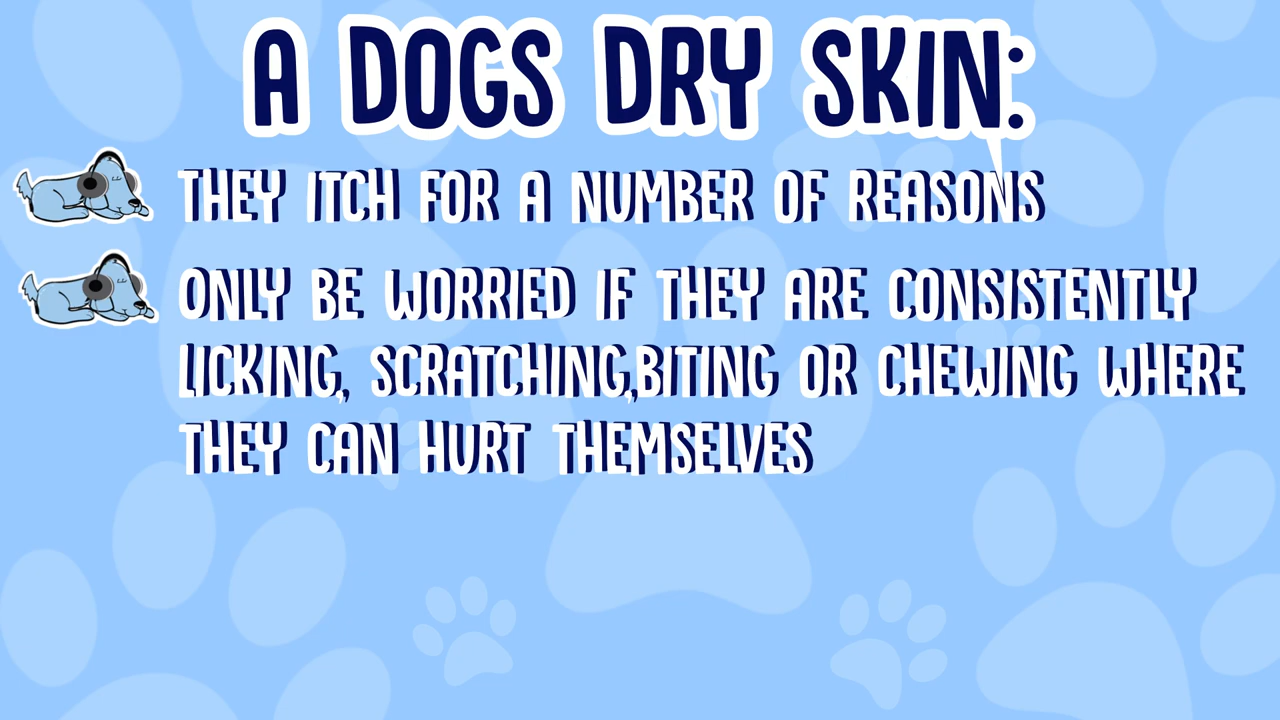 A DOGS DRY SKIN:
THEY ITCH FOR A NUMBER OF REASONS
ONLY BE WORRIED IF THEY ARE CONSISTENTLY
LICKING, SCRATCHING,BITING OR CHEWING WHERE
THEY CAN HURT THEMSELVES